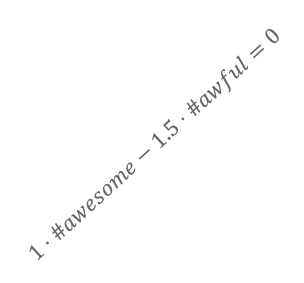 1 · #awesome − 1.5 · #awful = 0